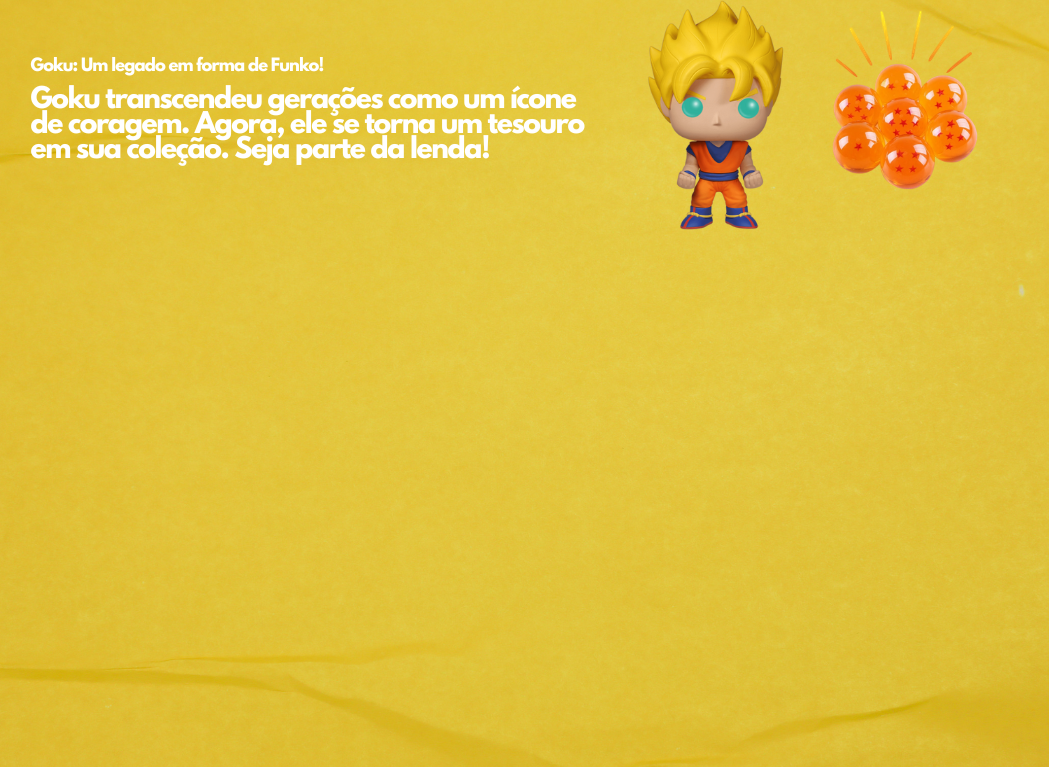 Goku: Um legado em forma de Funko!
Goku transcendeu gerações como um ícone
de coragem. Agora, ele se torna um tesouro
em sua coleção. Seja parte da lenda!